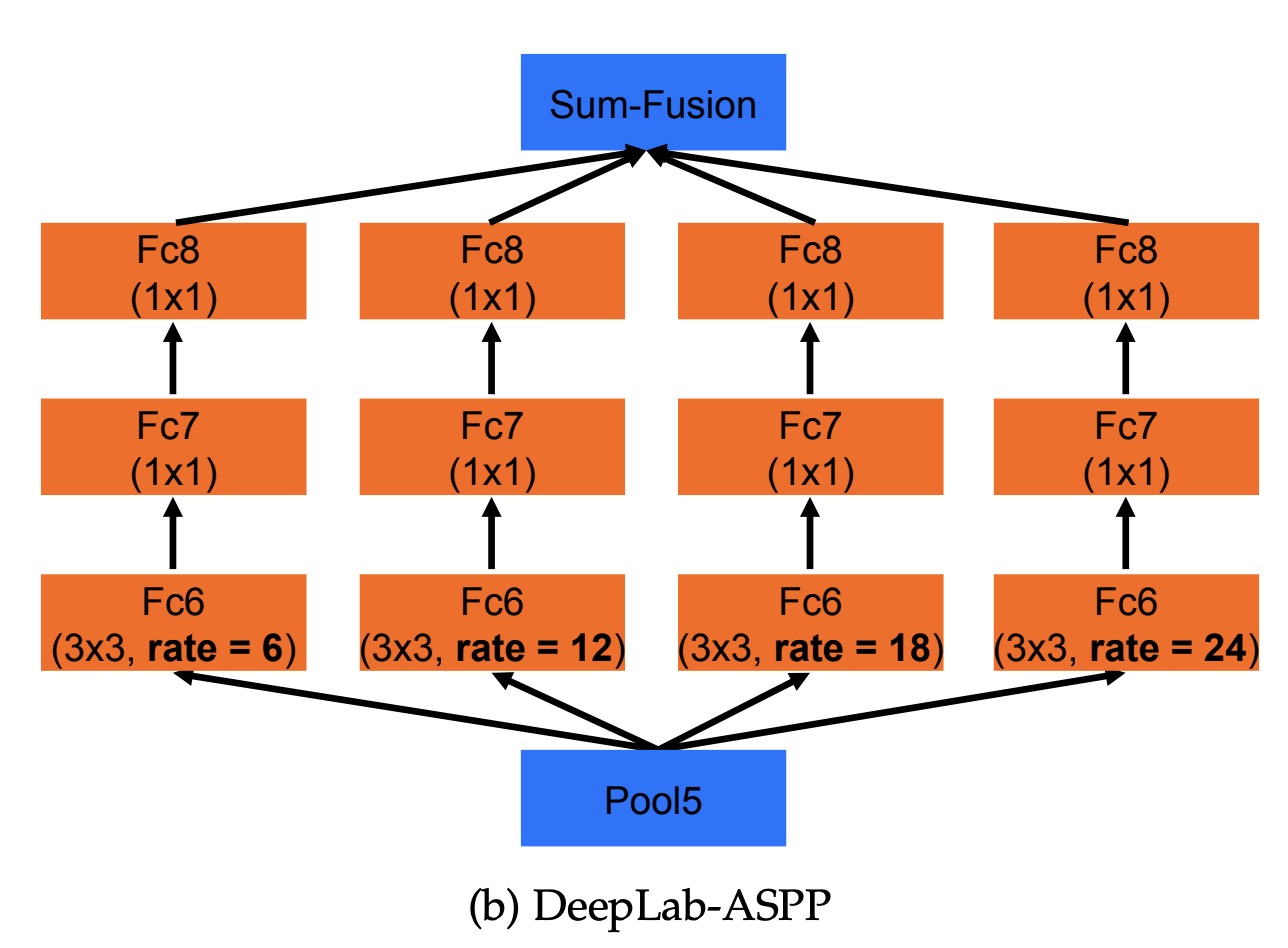 Sum-Fusion
Fc8
(1x1)
Fc8
(1x1)
Fc8
(1x1)
Fc8
(1x1)
Fc7
(1x1)
Fc7
(1x1)
Fc7
(1x1)
Fc7
(1x1)
Fc6
(3x3, rate = 6)
Fc6
(3x3, rate = 12)
Fc6
(3x3, rate = 18)
Fc6
(3x3, rate = 24)
Pool5
(b) DeepLab-ASPP